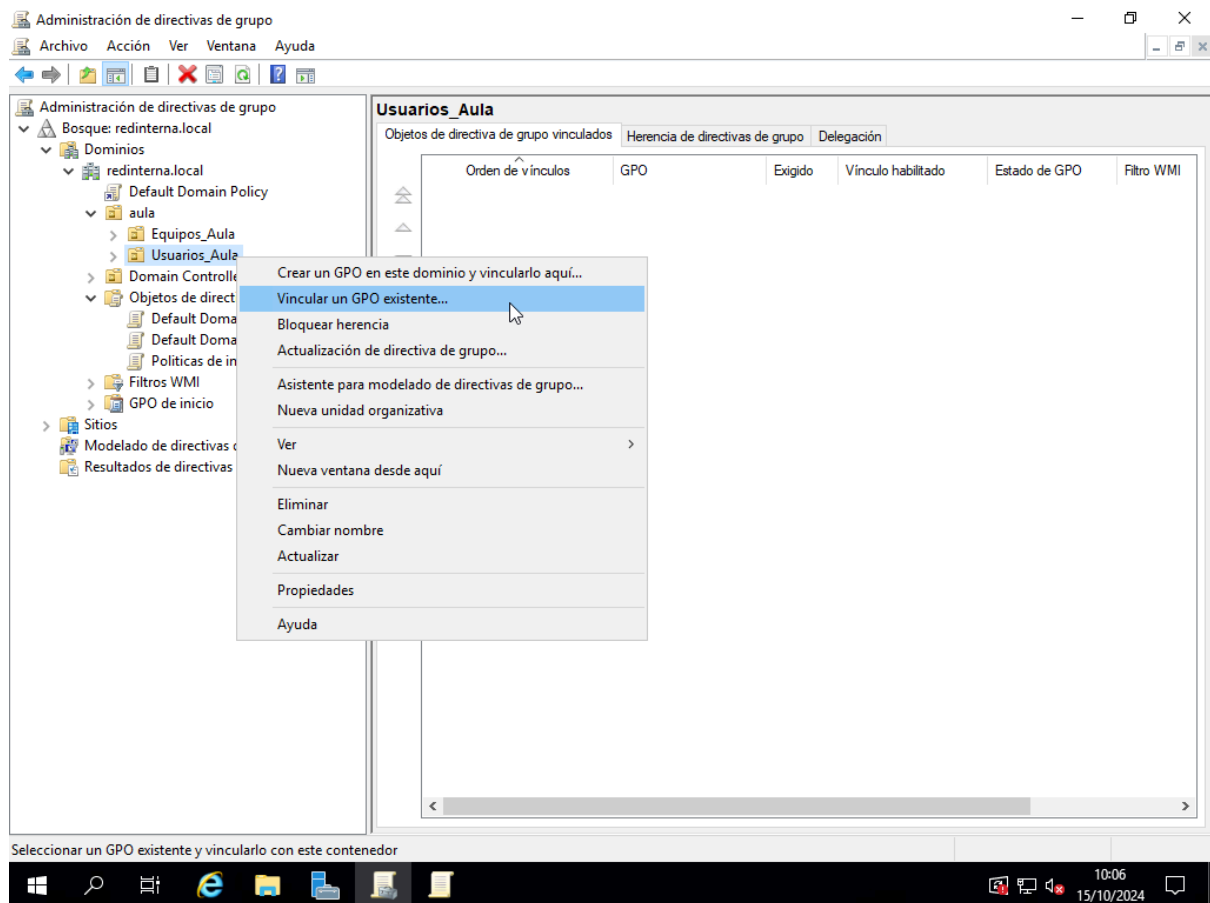 Administración de directivas de grupo
Archivo Acción Ver Ventana Ayuda
Administración de directivas de grupo
Bosque: redinterna.local
Dominios
redinterna.local
Default Domain Policy
aula
Equipos_Aula
Usuarios_Aula
Domain Controlle
Objetos de direct
Default Doma
Default Doma
Politicas de in
Filtros WMI
GPO de inicio
Sitios
Modelado de directivas
Resultados de directivas
Usuarios_Aula
Objetos de directiva de grupo vinculados Herencia de directivas de grupo Delegación
Orden de vínculos GPO Exigido Vínculo habilitado Estado de GPO Filtro WMI
Crear un GPO en este dominio y vincularlo aquí...
Vincular un GPO existente...
Bloquear herencia
Actualización de directiva de grupo...
Asistente para modelado de directivas de grupo...
Nueva unidad organizativa
Ver
Nueva ventana desde aquí
Eliminar
Cambiar nombre
Actualizar
Propiedades
Ayuda
Seleccionar un GPO existente y vincularlo con este contenedor
10:06
15/10/2024